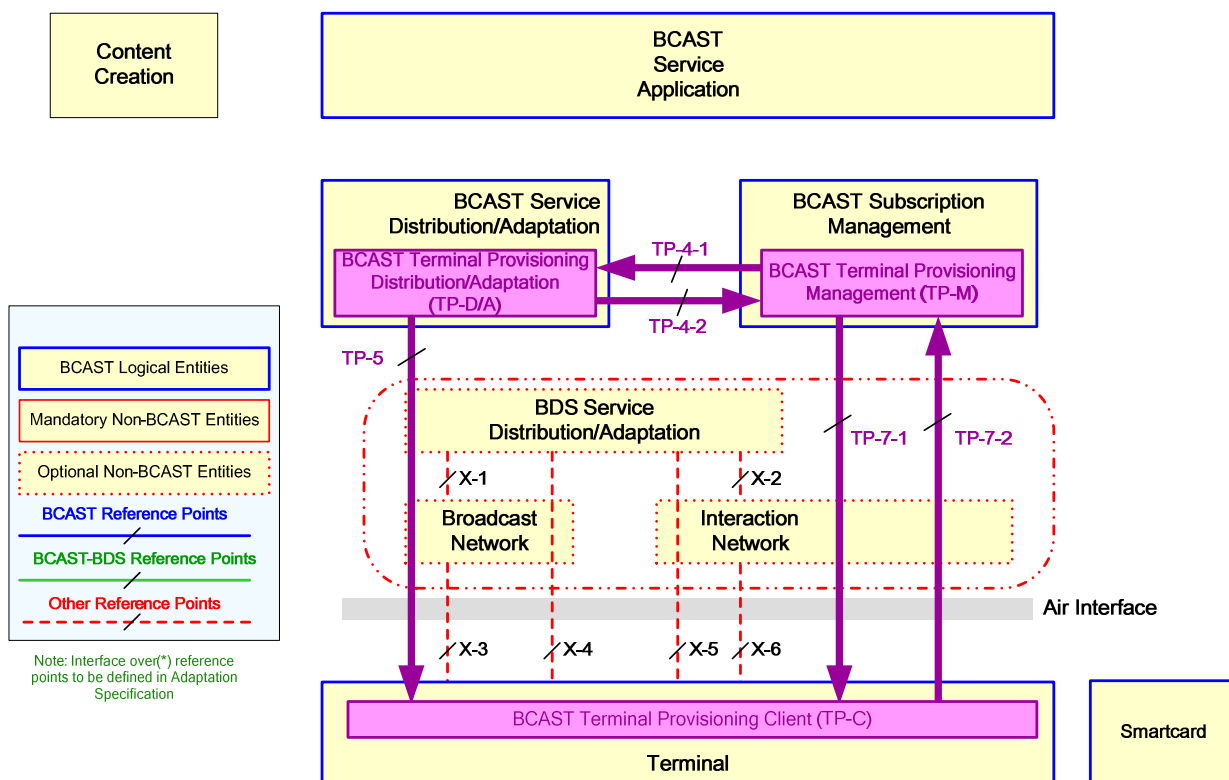 Content
Creation
BCAST
Service
Application
BCAST Service
Distribution/Adaptation
BCAST Subscription
Management
BCAST Terminal Provisioning
Distribution/Adaptation
(TP-D/A)
TP-4-1
TP-4-2
BCAST Terminal Provisioning
Management (TP-M)
TP-5
BDS Service
Distribution/Adaptation
TP-7-1
TP-7-2
X-1
X-2
Broadcast
Network
Interaction
Network
Air Interface
X-3
X-4
X-5
X-6
BCAST Terminal Provisioning Client (TP-C)
Terminal
Smartcard
BCAST Logical Entities
Mandatory Non-BCAST Entities
Optional Non-BCAST Entities
BCAST Reference Points
BCAST-BDS Reference Points
Other Reference Points
Note: Interface over(*) reference
points to be defined in Adaptation
Specification